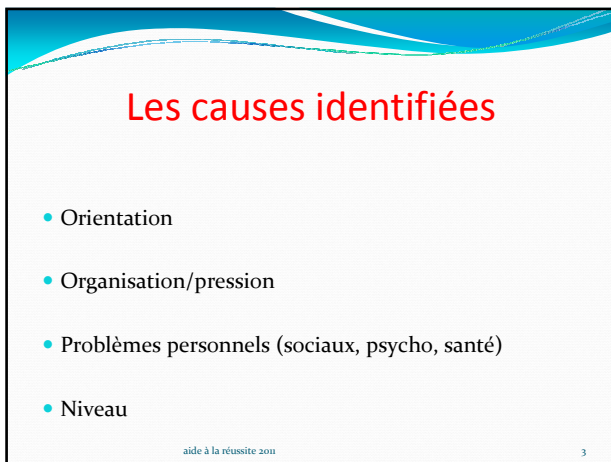 Les causes identifiées
• Orientation
• Organisation/pression
• Problèmes personnels (sociaux, psycho, santé)
• Niveau
aide à la réussite 2011
3